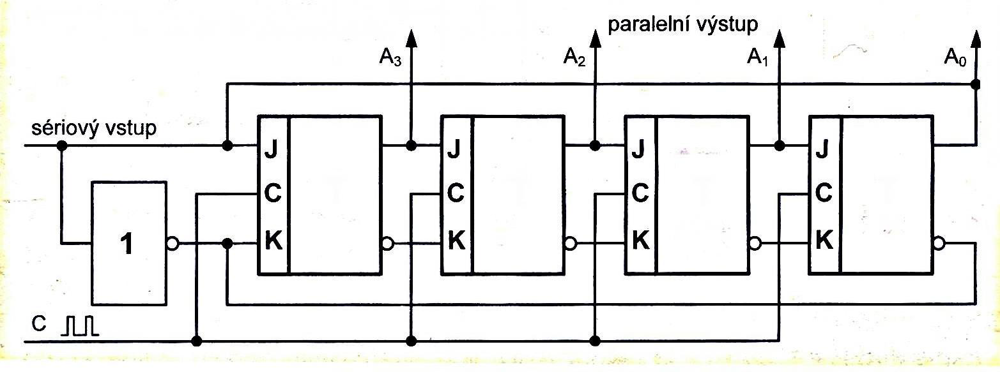 paralelní výstup
A₃
A₂
A₁
A₀
sériový vstup
J
C
K
J
C
K
J
C
K
J
C
K
1
C